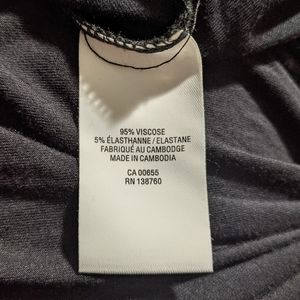 95% VISCOSE
5% ÉLASTHANNE / ELASTANE
FABRIQUÉ AU CAMBODGE
MADE IN CAMBODIA
CA 00655
RN 138760